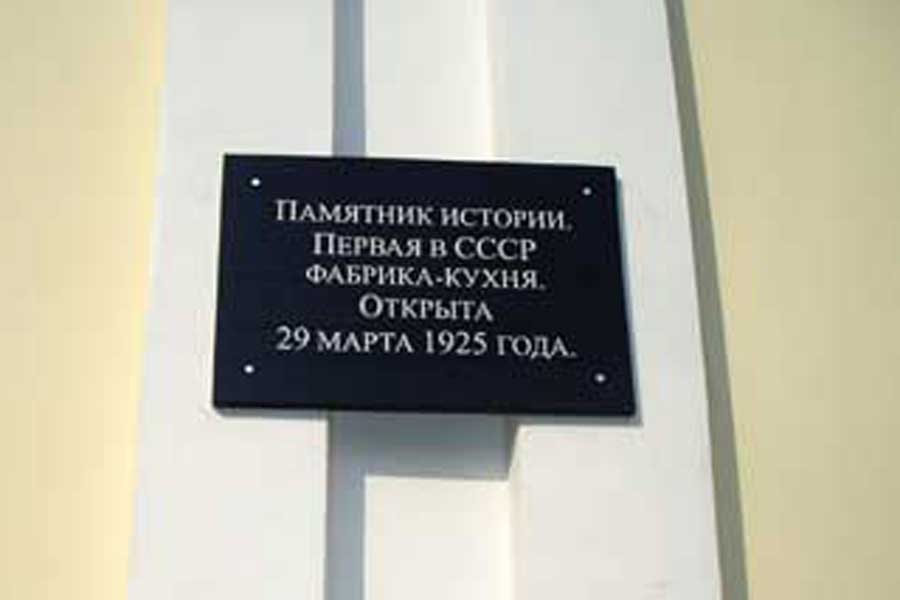 Памятник истории.
Первая в СССР
фабрика-кухня.
Открыта
29 марта 1925 года.